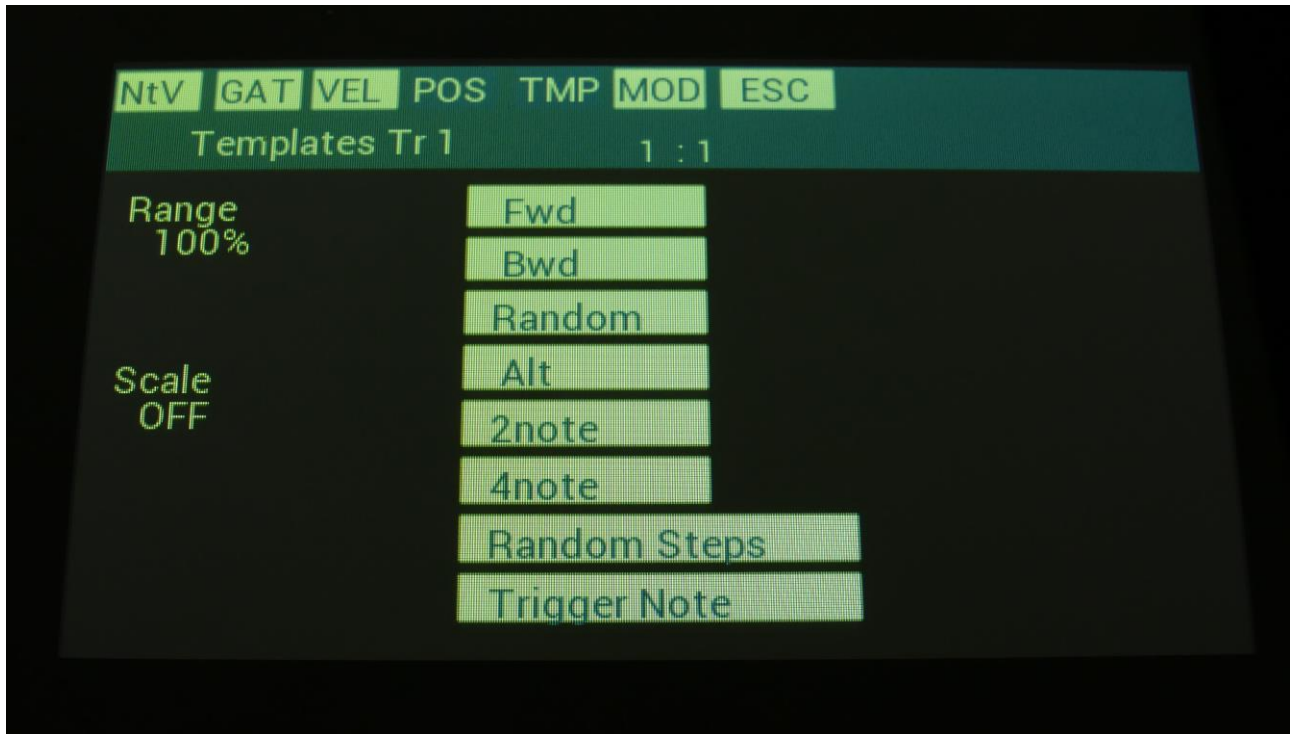 NtV GAT VEL POS TMP MOD ESC
Templates Tr 1 1 : 1
Range
100%
Scale
OFF
Fwd
Bwd
Random
Alt
2note
4note
Random Steps
Trigger Note